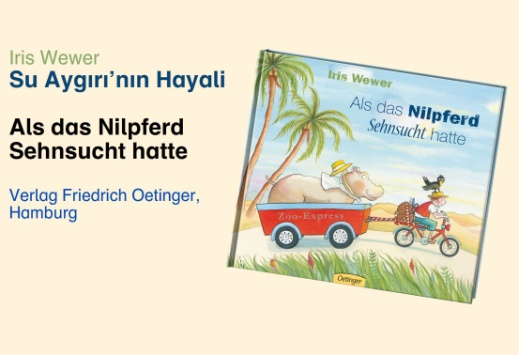 Iris Wewer
Su Aygırı'nın Hayali
Als das Nilpferd
Sehnsucht hatte
Verlag Friedrich Oetinger,
Hamburg
Iris Wewer
Als das Nilpferd
Sehnsucht hatte
Zoo-Express
Oetinger